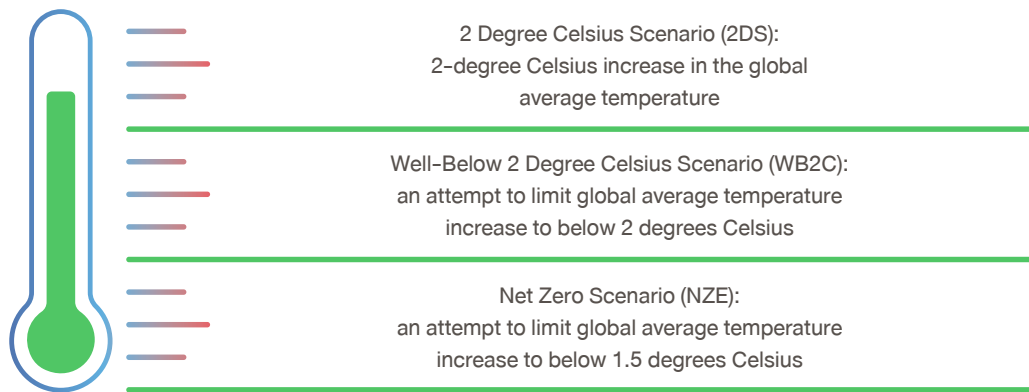 2 Degree Celsius Scenario (2DS):
2-degree Celsius increase in the global
average temperature
Well-Below 2 Degree Celsius Scenario (WB2C):
an attempt to limit global average temperature
increase to below 2 degrees Celsius
Net Zero Scenario (NZE):
an attempt to limit global average temperature
increase to below 1.5 degrees Celsius